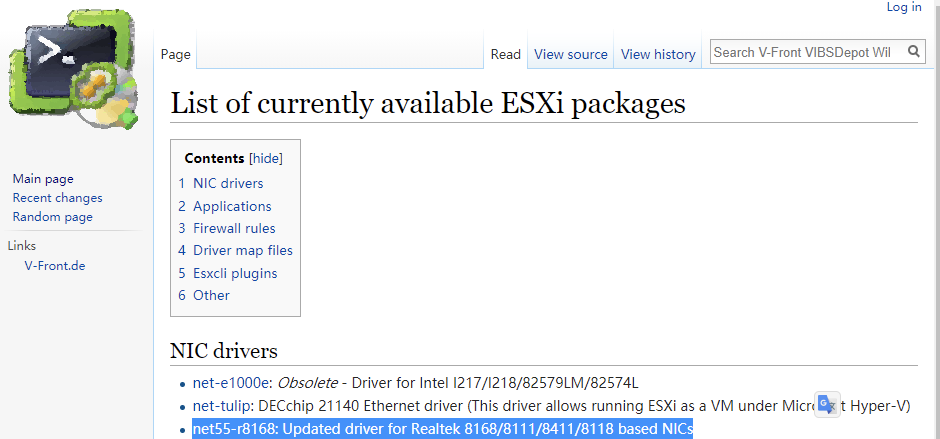 Log in
Page
Read View source View history
Search V-Front VIBSDepot Wil
List of currently available ESXi packages
Contents [hide]
1 NIC drivers
2 Applications
3 Firewall rules
4 Driver map files
5 Esxcli plugins
6 Other
Main page
Recent changes
Random page
Links
V-Front.de
NIC drivers
net-e1000e: Obsolete - Driver for Intel I217/I218/82579LM/82574L
net-tulip: DECchip 21140 Ethernet driver (This driver allows running ESXi as a VM under Hyper-V)
net55-r8168: Updated driver for Realtek 8168/8111/8411/8118 based NICs